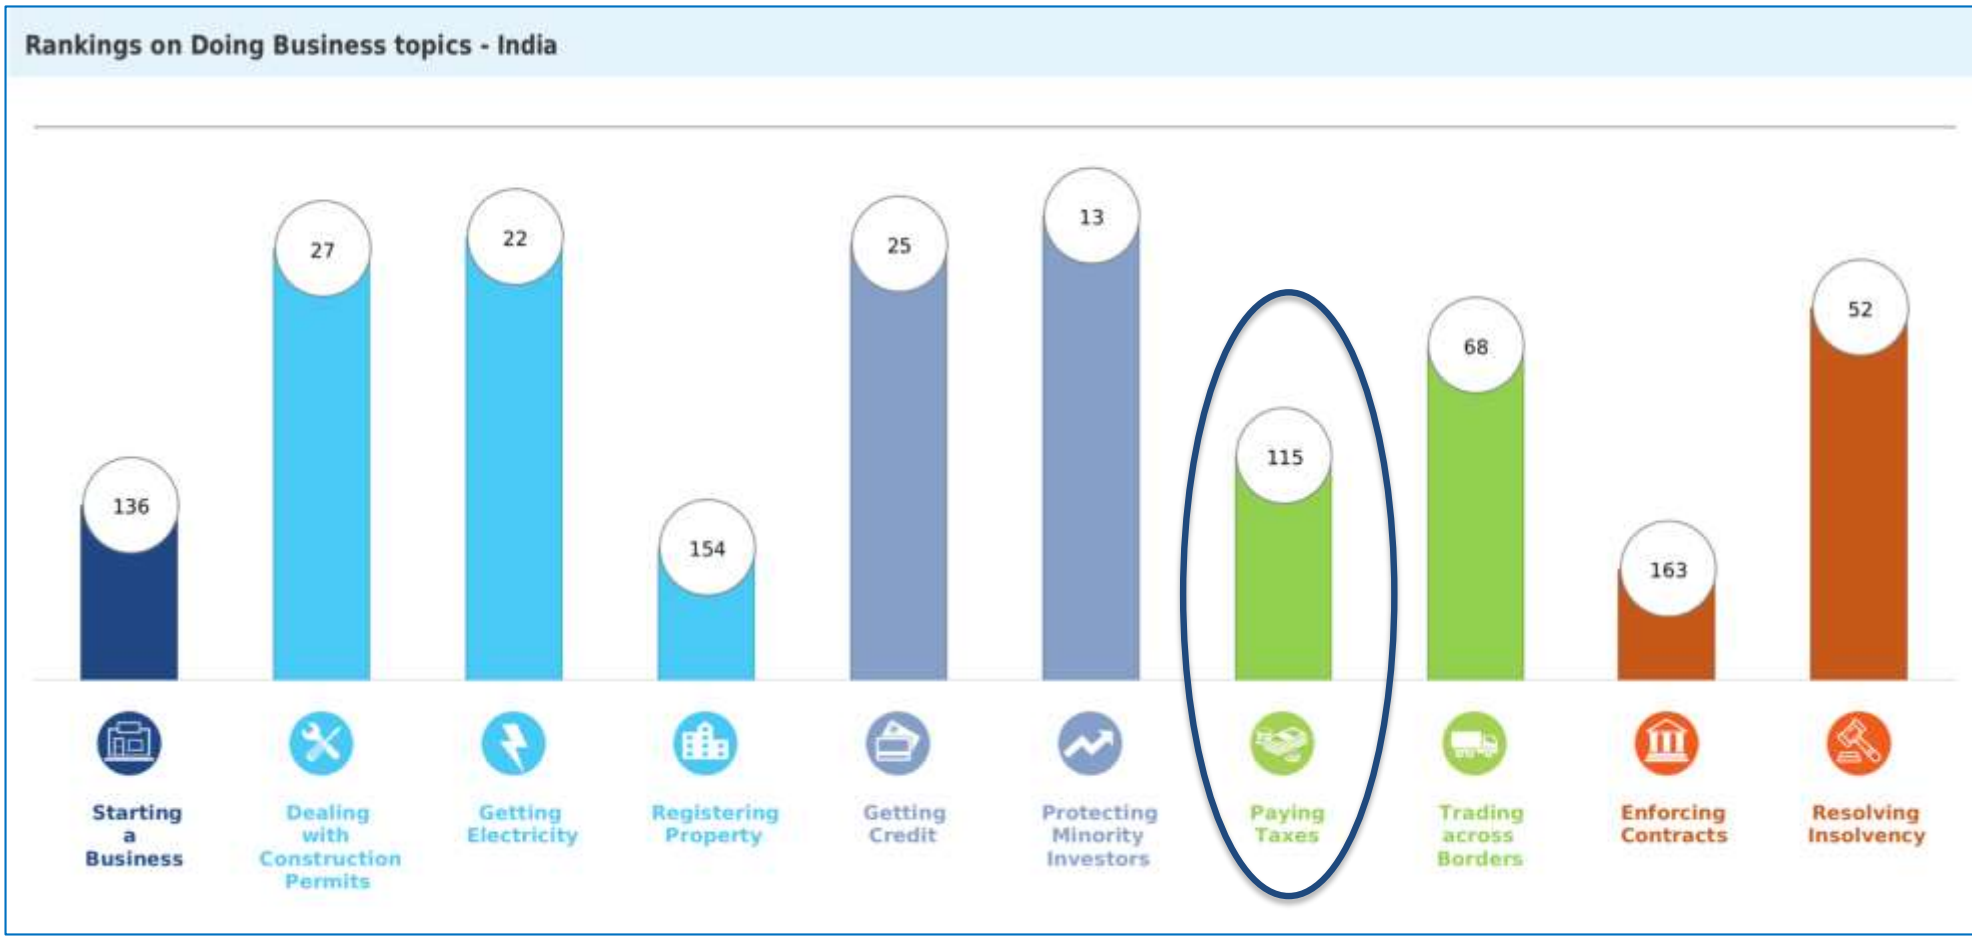 Rankings on Doing Business topics - India
136
27
22
154
25
13
115
68
163
52
Starting
a
Business
Dealing
with
Construction
Permits
Getting
Electricity
Registering
Property
Getting
Credit
Protecting
Minority
Investors
Paying
Taxes
Trading
across
Borders
Enforcing
Contracts
Resolving
Insolvency